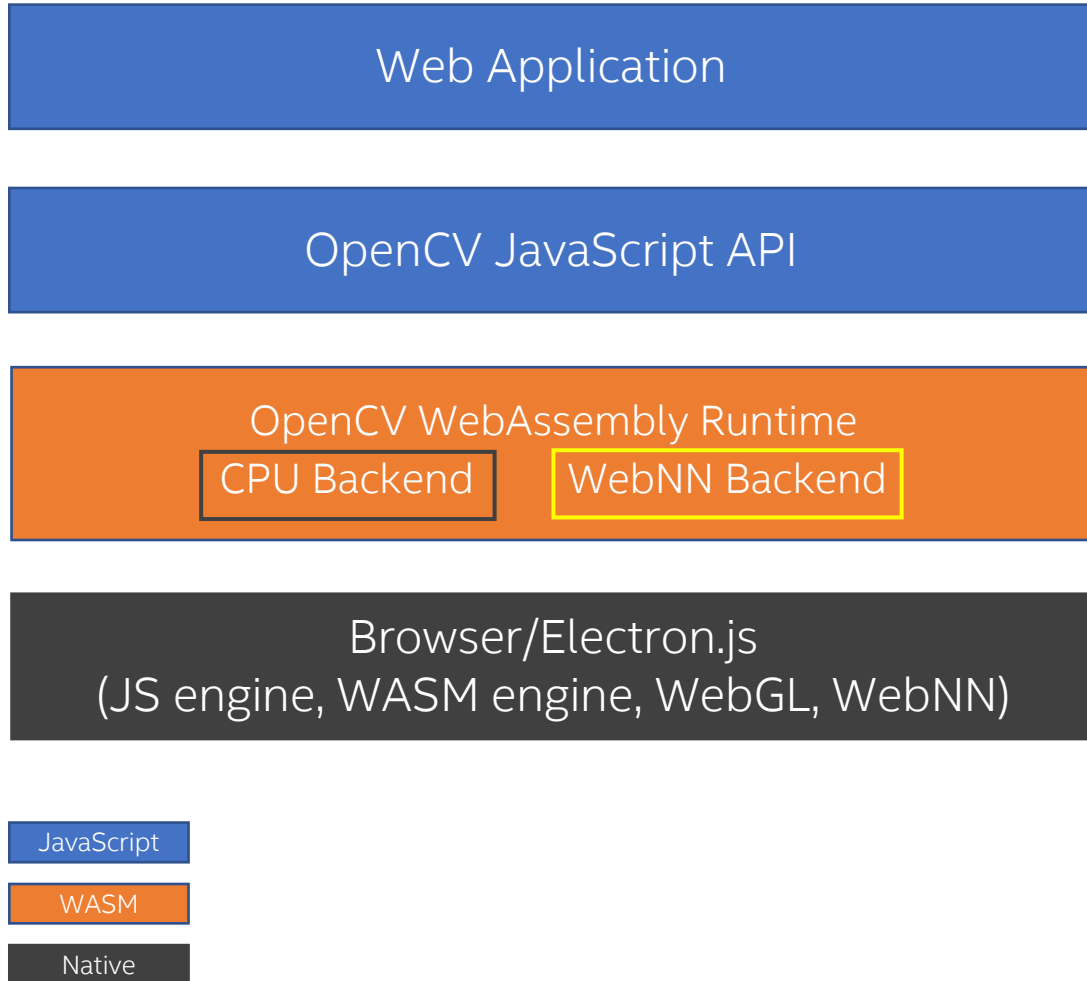 Web Application
OpenCV JavaScript API
OpenCV WebAssembly Runtime
CPU Backend WebNN Backend
Browser/Electron.js
(JS engine, WASM engine, WebGL, WebNN)
JavaScript
WASM
Native